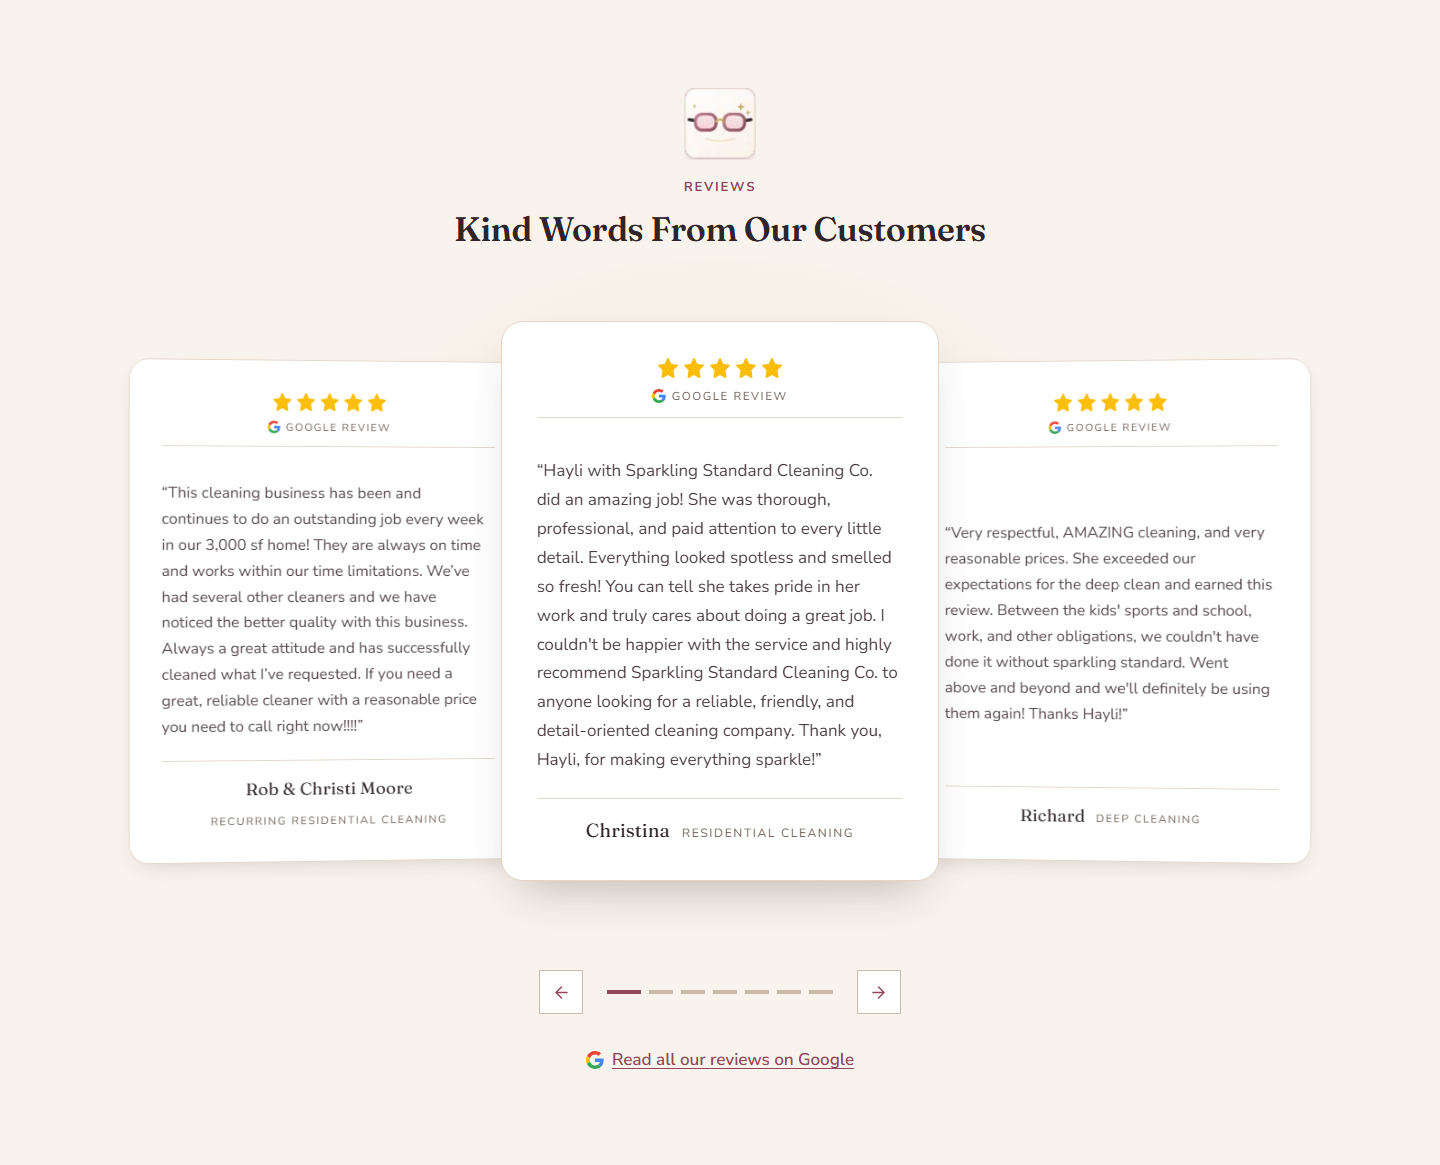 REVIEWS
Kind Words From Our Customers
GOOGLE REVIEW
“This cleaning business has been and
continues to do an outstanding job every week
in our 3,000 sf home! They are always on time
and works within our time limitations. We’ve
had several other cleaners and we have
noticed the better quality with this business.
Always a great attitude and has successfully
cleaned what I’ve requested. If you need a
great, reliable cleaner with a reasonable price
you need to call right now!!!!”
Rob & Christi Moore
RECURRING RESIDENTIAL CLEANING
GOOGLE REVIEW
“Hayli with Sparkling Standard Cleaning Co.
did an amazing job! She was thorough,
professional, and paid attention to every little
detail. Everything looked spotless and smelled
so fresh! You can tell she takes pride in her
work and truly cares about doing a great job. I
couldn't be happier with the service and highly
recommend Sparkling Standard Cleaning Co. to
anyone looking for a reliable, friendly, and
detail-oriented cleaning company. Thank you,
Hayli, for making everything sparkle!”
Christina RESIDENTIAL CLEANING
GOOGLE REVIEW
“Very respectful, AMAZING cleaning, and very
reasonable prices. She exceeded our
expectations for the deep clean and earned this
review. Between the kids' sports and school,
work, and other obligations, we couldn't have
done it without sparkling standard. Went
above and beyond and we'll definitely be using
them again! Thanks Hayli!”
Richard DEEP CLEANING
Read all our reviews on Google